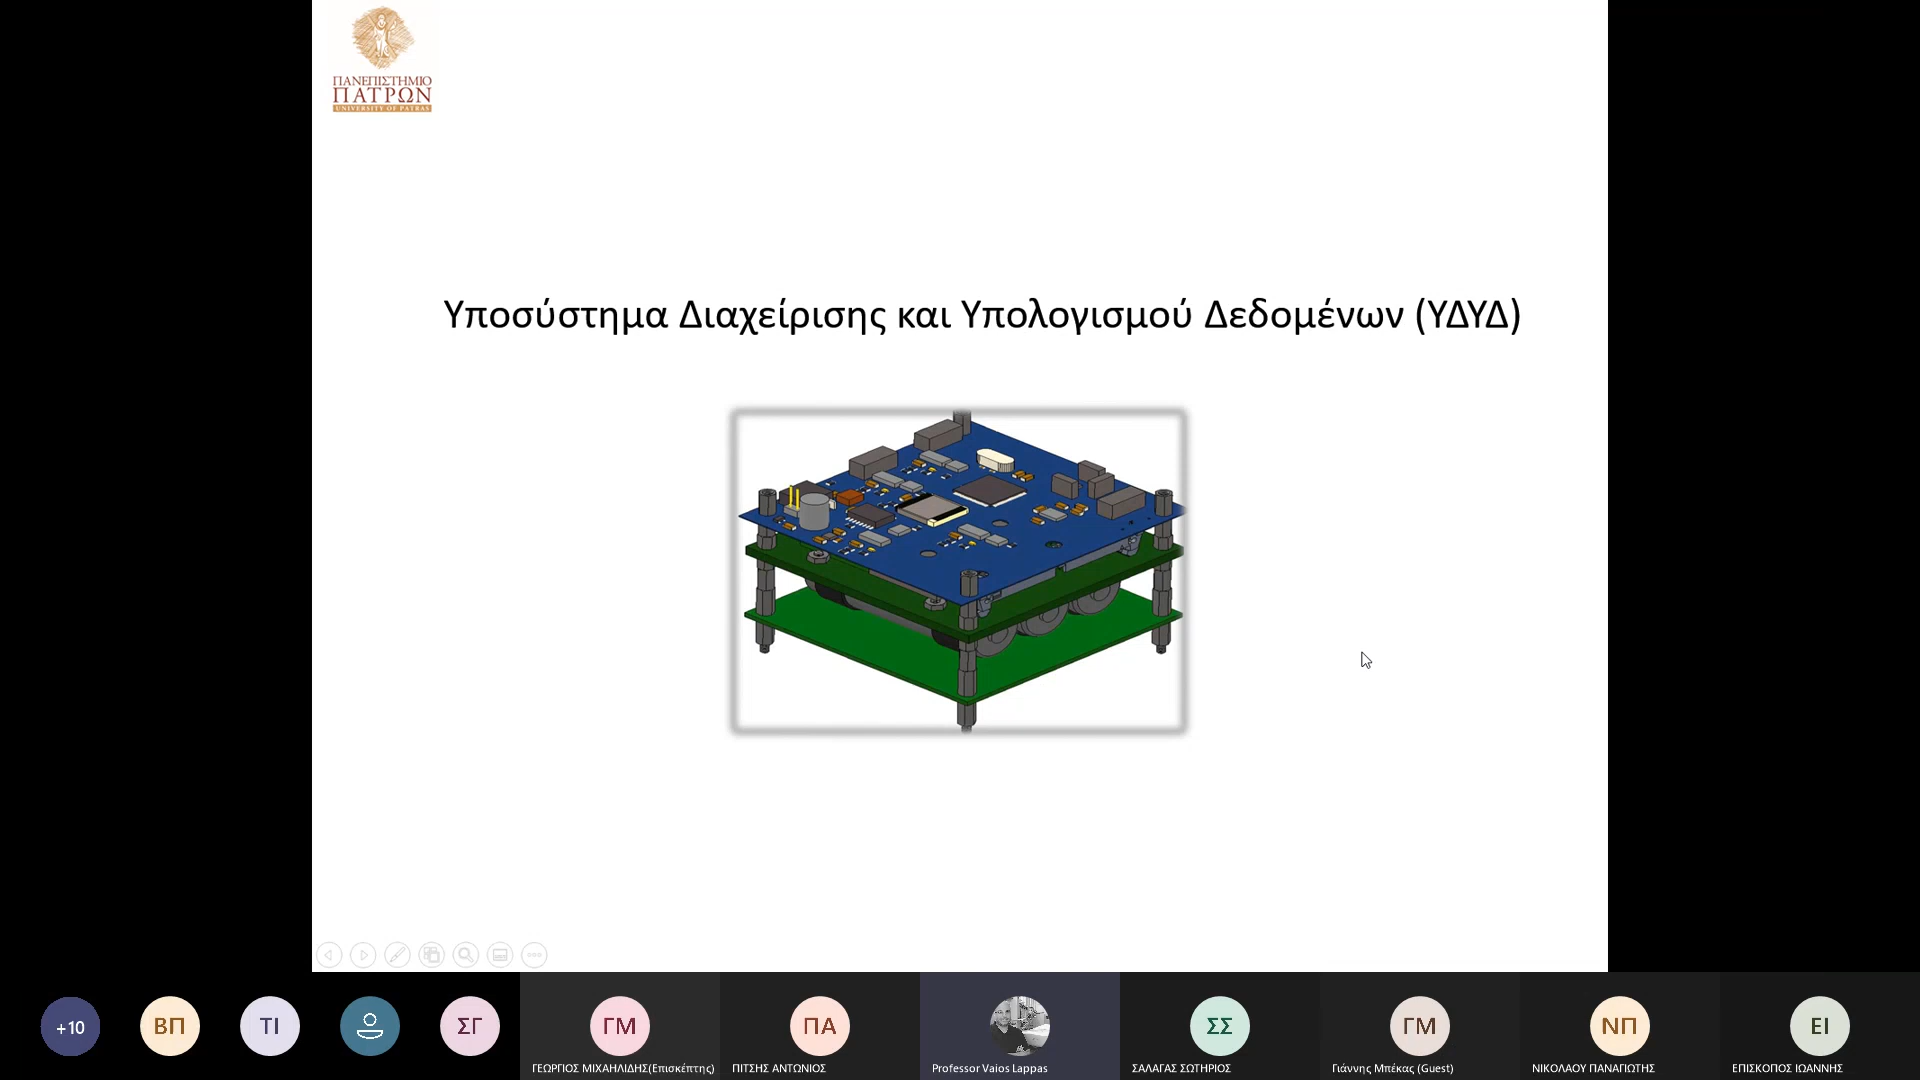 ΠΑΝΕΠΙΣΤΗΜΙΟ
ΠΑΤΡΩΝ
UNIVERSITY OF PATRAS
Υποσύστημα Διαχείρισης και Υπολογισμού Δεδομένων (ΥΔΥΔ)
+10
ΒΠ
ΤΙ
ΣΓ
ΓΜ
ΠΑ
ΣΣ
ΓΜ
ΝΠ
ΕΙ
ΓΕΩΡΓΙΟΣ ΜΙΧΑΗΛΙΔΗΣ(Επισκέπτης)
ΠΙΤΣΗΣ ΑΝΤΩΝΙΟΣ
Professor Vaios Lappas
ΣΑΛΑΓΑΣ ΣΩΤΗΡΙΟΣ
Γιάννης Μπέκας (Guest)
ΝΙΚΟΛΑΟΥ ΠΑΝΑΓΙΩΤΗΣ
ΕΠΙΣΚΟΠΟΣ ΙΩΑΝΝΗΣ